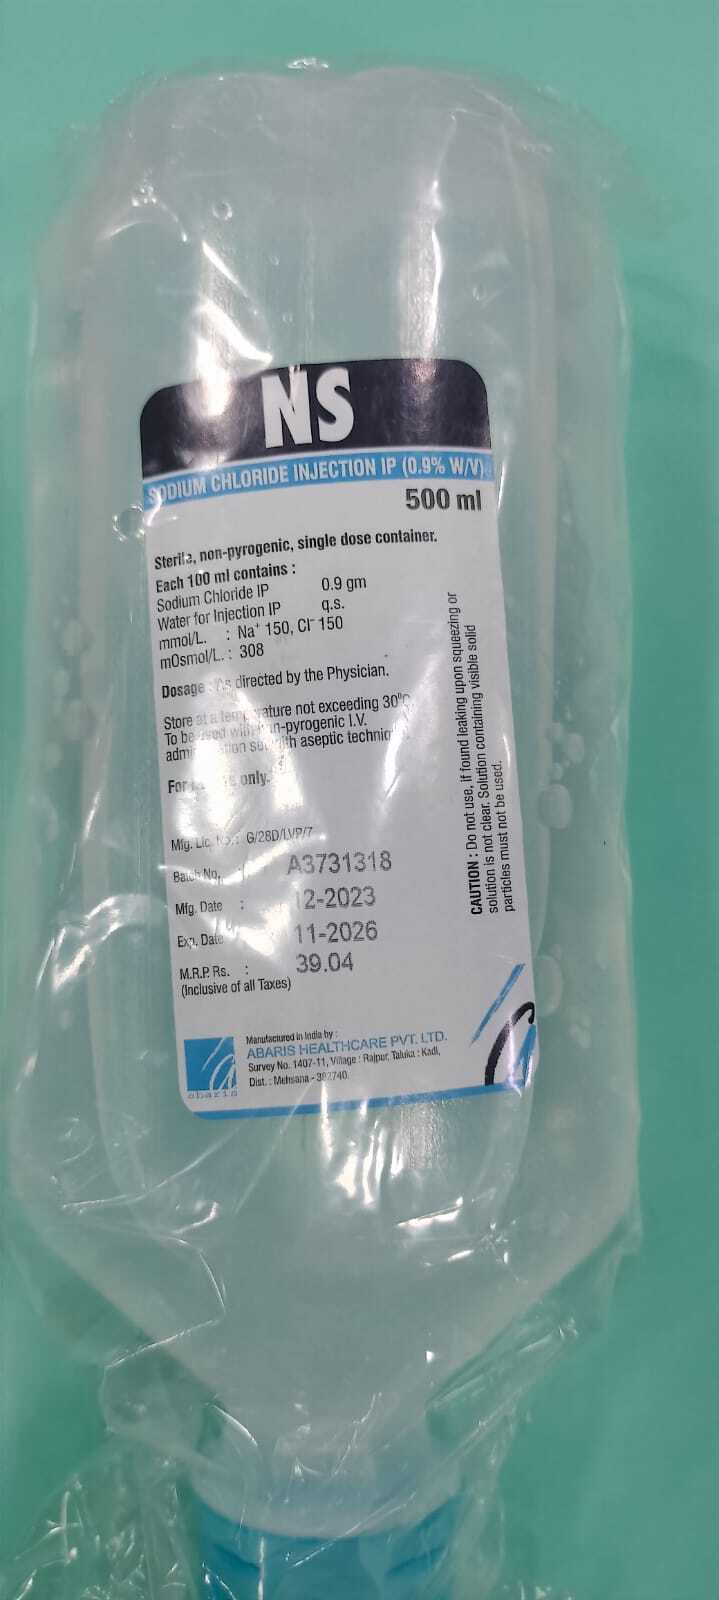 NS
SODIUM CHLORIDE INJECTION IP (0.9% W/V)
500 ml
Sterile, non-pyrogenic, single dose container.
Each 100 ml contains :
Sodium Chloride IP 0.9 gm
Water for Injection IP q.s.
mmol/L. : Na⁺ 150, Cl⁻ 150
mOsmol/L. : 308
Dosage : As directed by the Physician.
Store at a temperature not exceeding 30°C
To be used with non-pyrogenic I.V.
with aseptic
For only.
Mfg. Lic. No. : G/28D/LVP/7
Batch No. : A3731318
Mfg. Date : 12-2023
Exp. Date : 11-2026
M.R.P. Rs. : 39.04
(Inclusive of all Taxes)
CAUTION : Do not use, if found leaking upon squeezing or
solution is not clear. Solution containing visible solid
particles must not be used.
abaris
Manufactured in India by :
ABARIS HEALTHCARE PVT. LTD.
Survey No. 1407-11, Village : Rajpur, Taluka : Kadi,
Dist. : Mehsana - 382740.